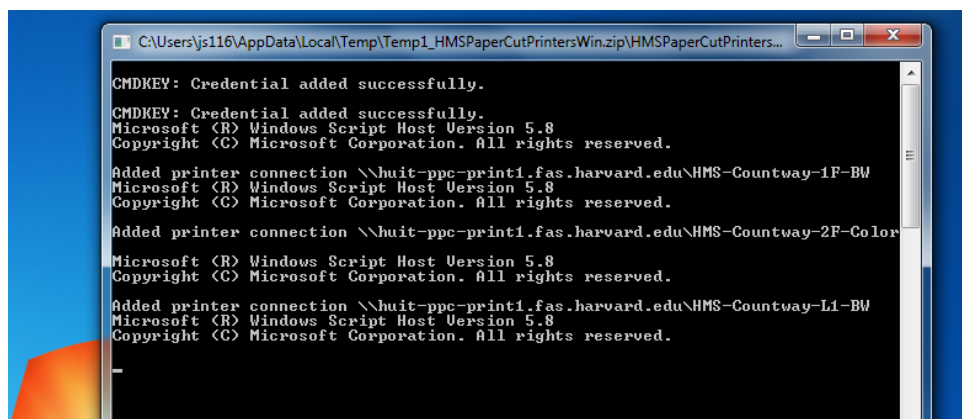 C:\Users\js116\AppData\Local\Temp\Temp1_HMSPaperCutPrintersWin.zip\HMSPaperCutPrinters...
CMDKEY: Credential added successfully.
CMDKEY: Credential added successfully.
Microsoft (R) Windows Script Host Version 5.8
Copyright (C) Microsoft Corporation. All rights reserved.
Added printer connection \\huit-ppc-print1.fas.harvard.edu\HMS-Countway-1F-BW
Microsoft (R) Windows Script Host Version 5.8
Copyright (C) Microsoft Corporation. All rights reserved.
Added printer connection \\huit-ppc-print1.fas.harvard.edu\HMS-Countway-2F-Color
Microsoft (R) Windows Script Host Version 5.8
Copyright (C) Microsoft Corporation. All rights reserved.
Added printer connection \\huit-ppc-print1.fas.harvard.edu\HMS-Countway-L1-BW
Microsoft (R) Windows Script Host Version 5.8
Copyright (C) Microsoft Corporation. All rights reserved.